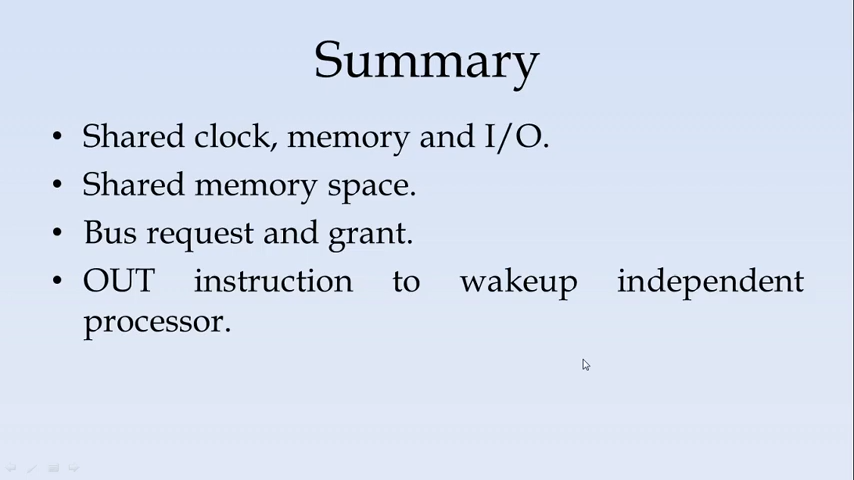 Summary
• Shared clock, memory and I/O.
• Shared memory space.
• Bus request and grant.
• OUT instruction to wakeup independent
processor.